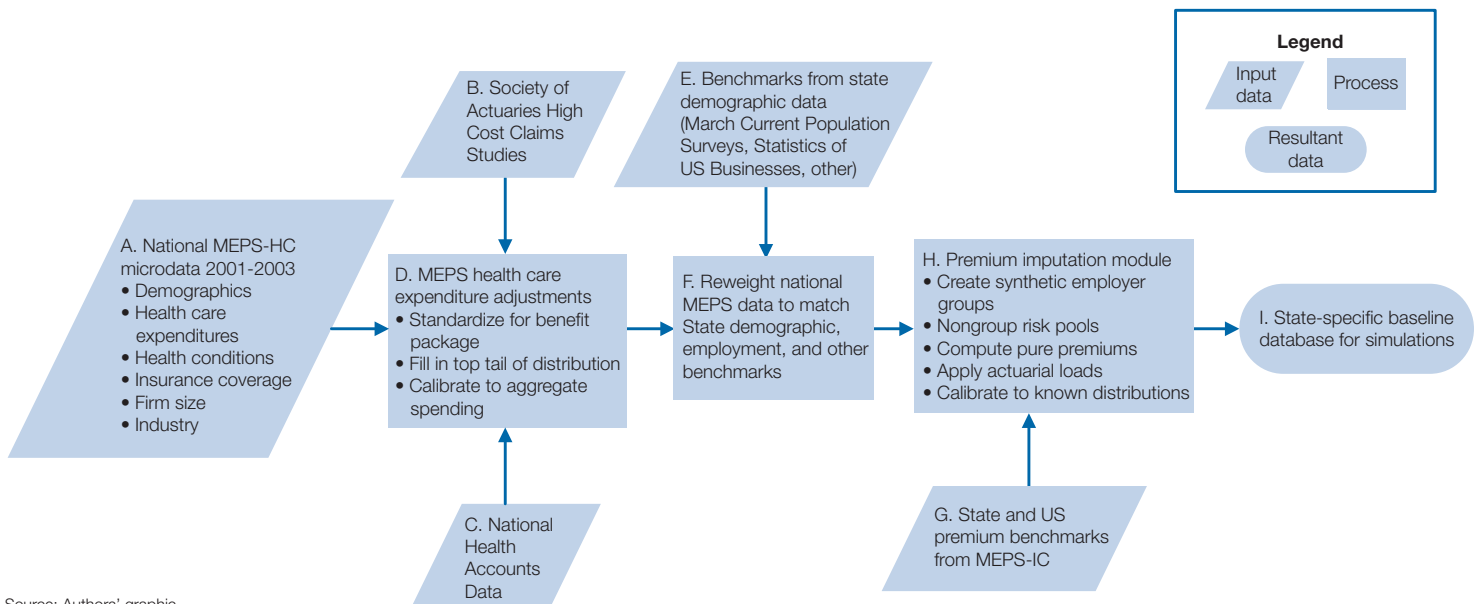 Legend
Input
data
Process
Resultant
data
B. Society of
Actuaries High
Cost Claims
Studies
E. Benchmarks from state
demographic data
(March Current Population
Surveys, Statistics of
US Businesses, other)
A. National MEPS-HC
microdata 2001-2003
• Demographics
• Health care
expenditures
• Health conditions
• Insurance coverage
• Firm size
• Industry
D. MEPS health care
expenditure adjustments
• Standardize for benefit
package
• Fill in top tail of distribution
• Calibrate to aggregate
spending
F. Reweight national
MEPS data to match
State demographic,
employment, and other
benchmarks
H. Premium imputation module
• Create synthetic employer
groups
• Nongroup risk pools
• Compute pure premiums
• Apply actuarial loads
• Calibrate to known distributions
I. State-specific baseline
database for simulations
C. National
Health
Accounts
Data
G. State and US
premium benchmarks
from MEPS-IC
Source: Authors' graphic